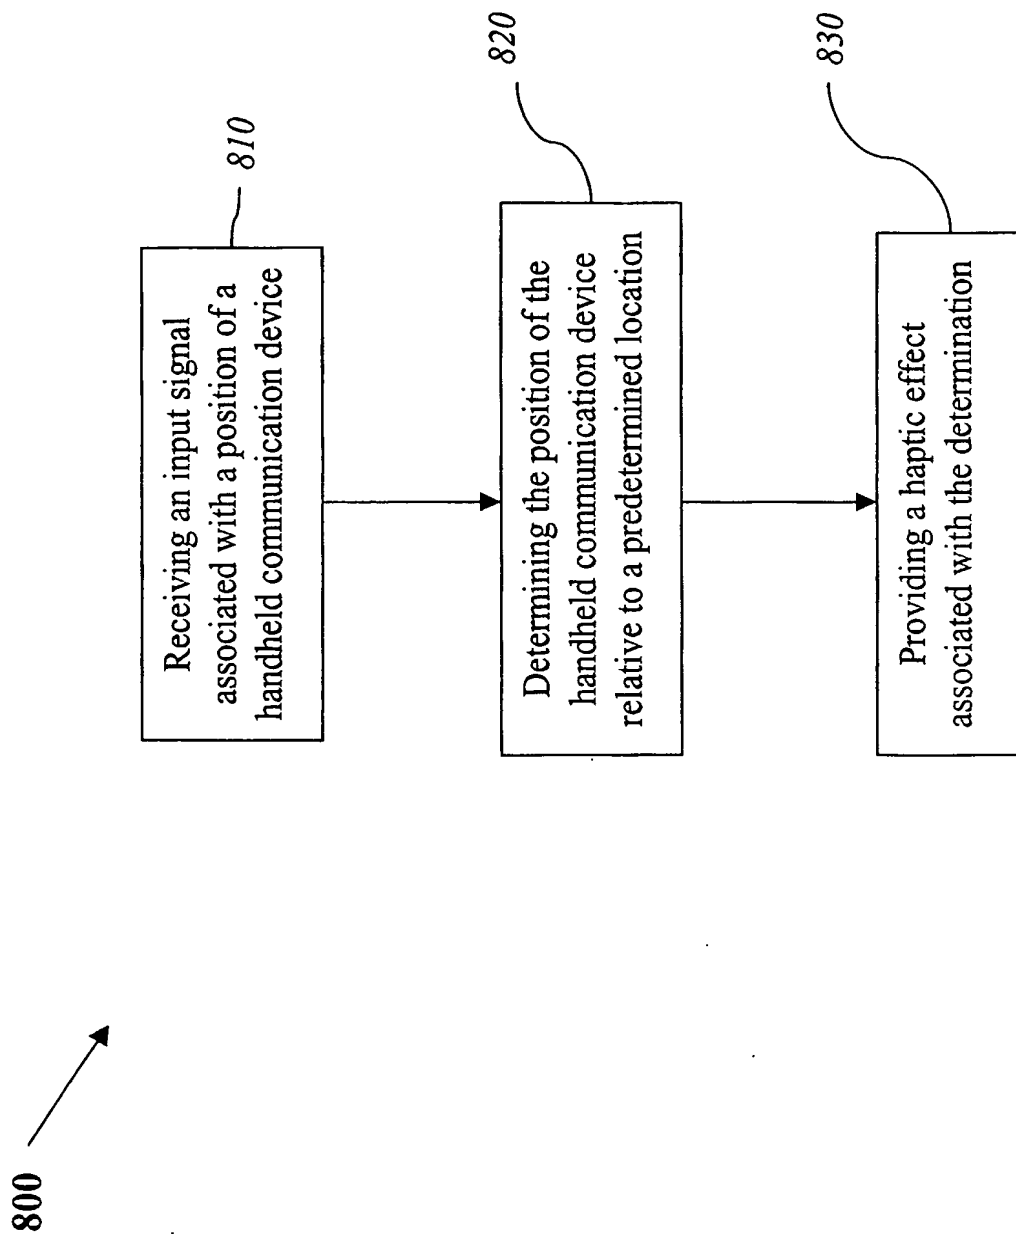 800
Receiving an input signal
associated with a position of a
handheld communication device
810
Determining the position of the
handheld communication device
relative to a predetermined location
820
Providing a haptic effect
associated with the determination
830